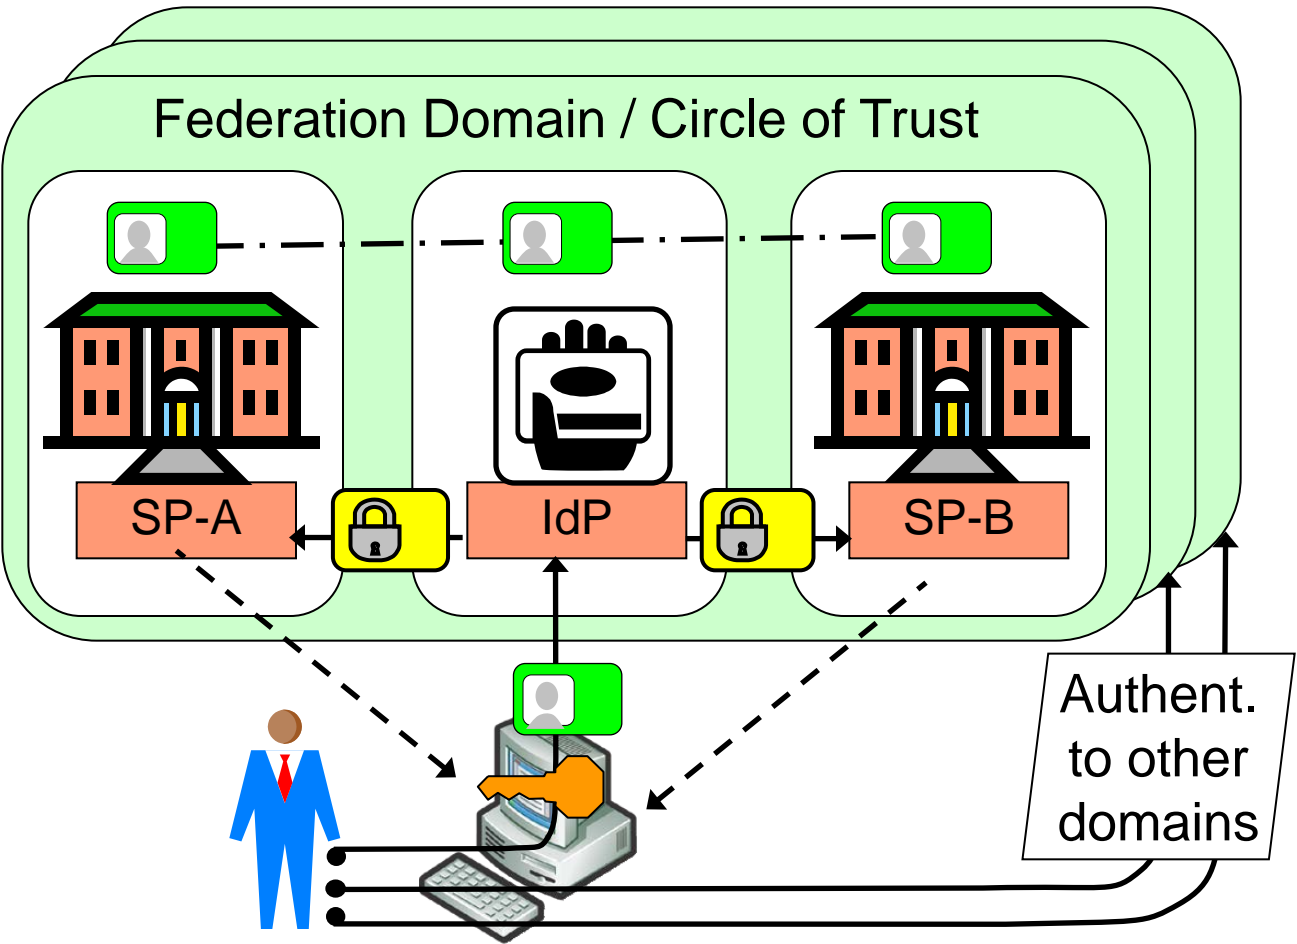 Federation Domain / Circle of Trust
SP-A
IdP
SP-B
Authent.
to other
domains